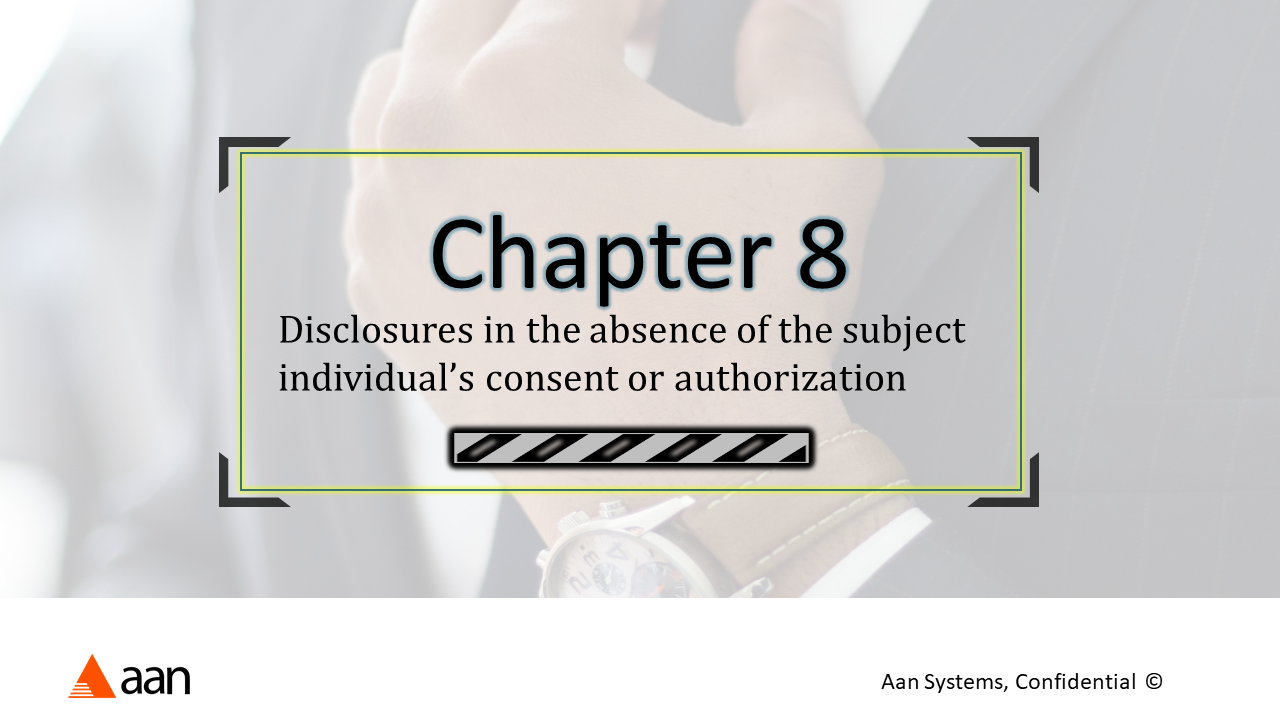 Chapter 8
Disclosures in the absence of the subject
individual’s consent or authorization
aan
Aan Systems, Confidential ©